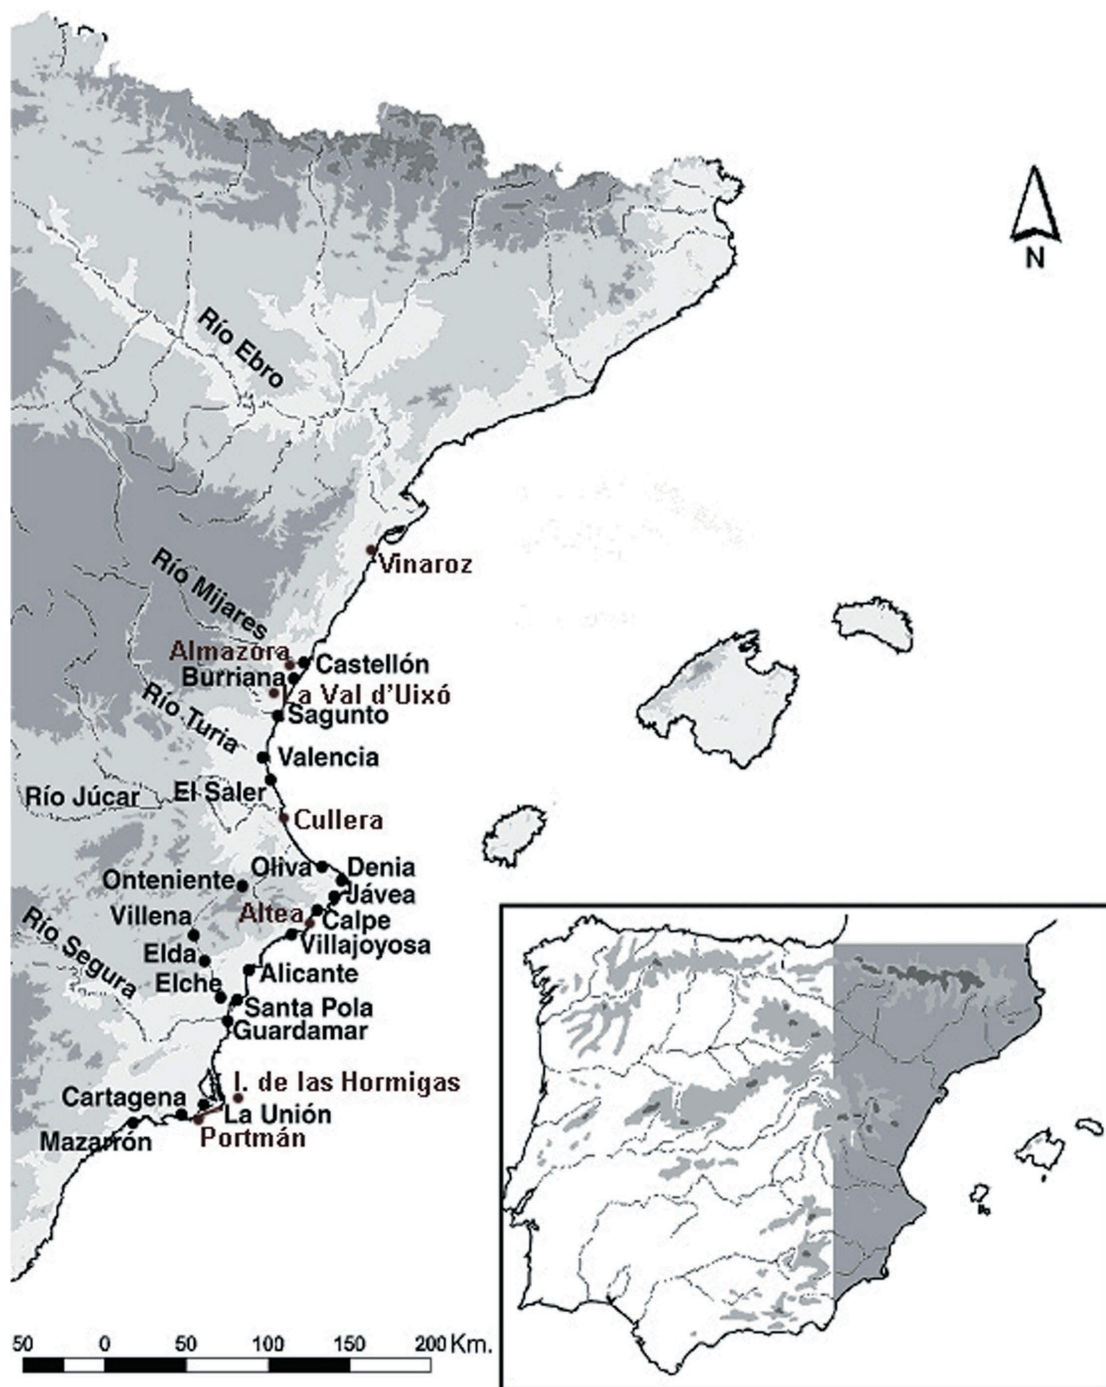 N
Río Ebro
Vinaroz
Río Mijares
Almazora
Castellón
Burriana
La Val d'Uixó
Río Turia
Sagunto
Valencia
Río Júcar
El Saler
Cullera
Oliva
Denia
Onteniente
Jávea
Altea
Calpe
Villena
Villajoyosa
Río Segura
Elda
Alicante
Elche
Santa Pola
Guardamar
I. de las Hormigas
Cartagena
La Unión
Mazarrón
Portmán
50 0 50 100 150 200 Km.